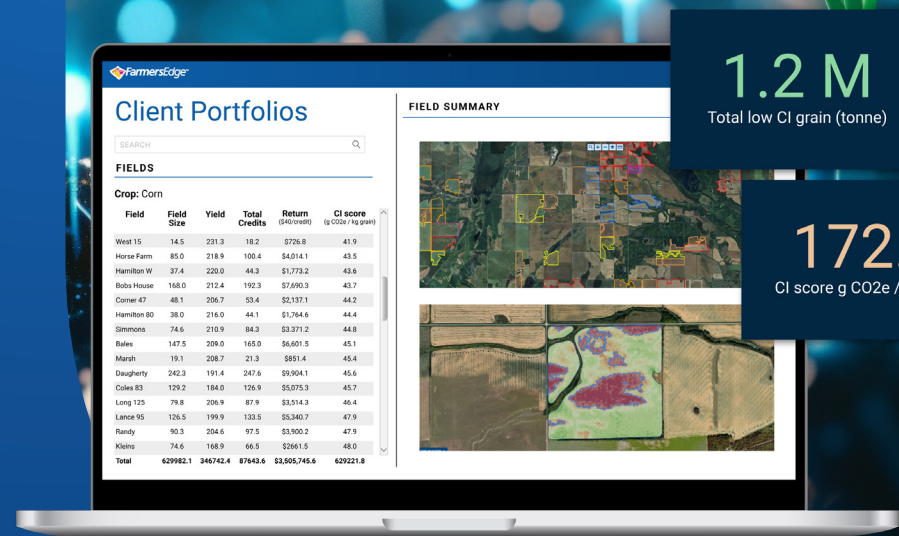 FarmersEdge
Client Portfolios
SEARCH
FIELDS
Crop: Corn
Field Field Size Yield Total Credits Return ($40/credit) CI score (g CO2e / kg grain)
West 15 14.5 231.3 18.2 $726.8 41.9
Horse Farm 85.0 218.9 100.4 $4,014.1 43.5
Hamilton W 37.4 220.0 44.3 $1,773.2 43.6
Bobs House 168.0 212.4 192.3 $7,690.3 43.7
Corner 47 48.1 206.7 53.4 $2,137.1 44.2
Hamilton 80 38.0 216.0 44.1 $1,764.6 44.4
Simmons 74.6 210.9 84.3 $3.371.2 44.8
Bales 147.5 209.0 165.0 $6,601.5 45.1
Marsh 19.1 208.7 21.3 $851.4 45.4
Daugherty 242.3 191.4 247.6 $9,904.1 45.6
Coles 83 129.2 184.0 126.9 $5,075.3 45.7
Long 125 79.8 206.9 87.9 $3,514.3 46.4
Lance 95 126.5 199.9 133.5 $5,340.7 47.9
Randy 90.3 204.6 97.5 $3,900.2 47.9
Kleins 74.6 168.9 66.5 $2661.5 48.0
Total 629982.1 346742.4 87643.6 $3,505,745.6 629221.8
FIELD SUMMARY
1.2 M
Total low CI grain (tonne)
172.
CI score g CO2e /